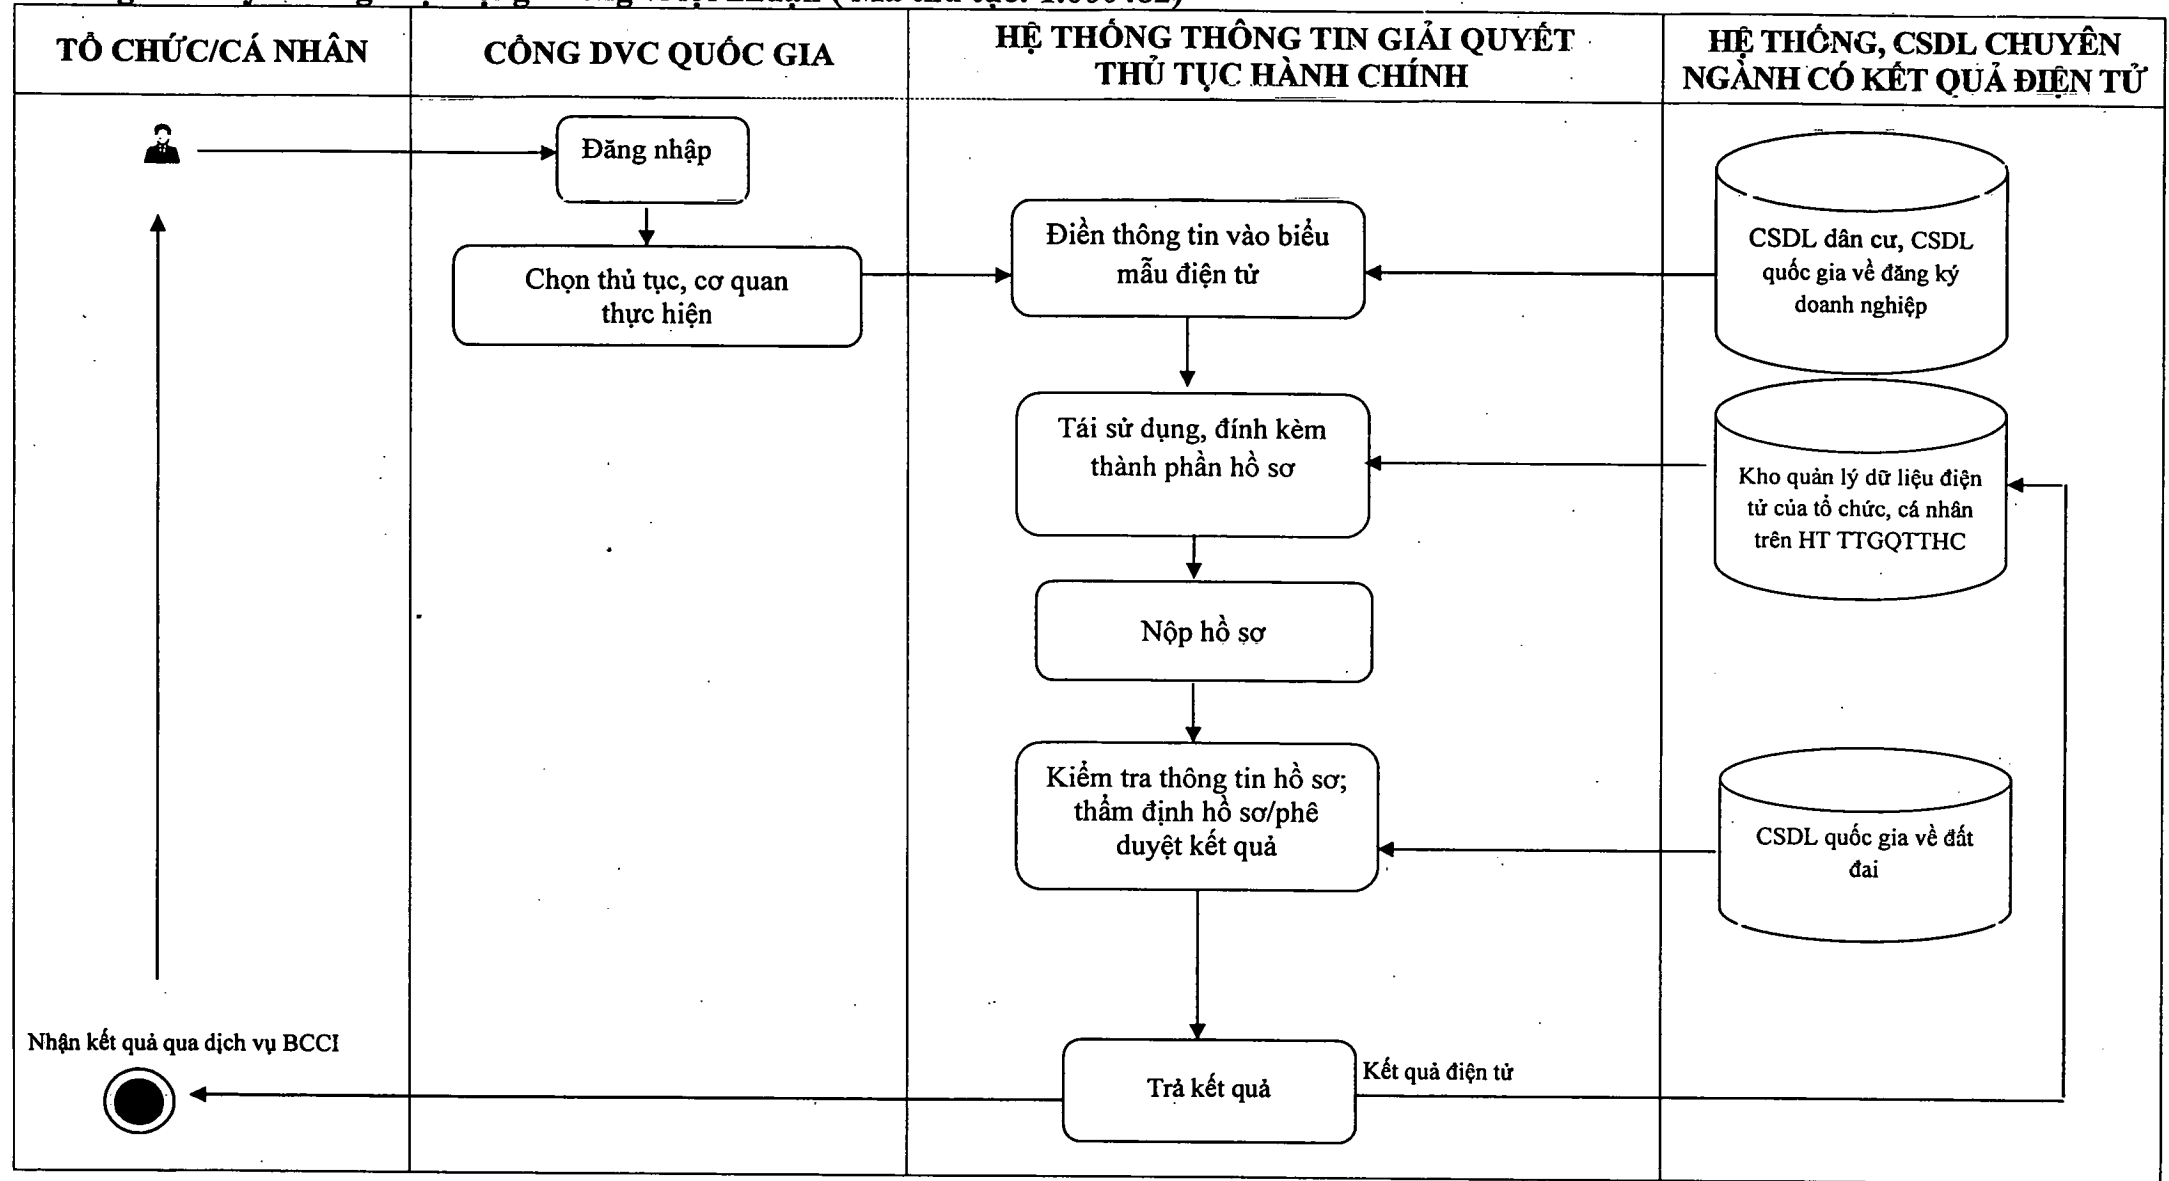 TỔ CHỨC/CÁ NHÂN
CỔNG DVC QUỐC GIA
HỆ THỐNG THÔNG TIN GIẢI QUYẾT
THỦ TỤC HÀNH CHÍNH
HỆ THỐNG, CSDL CHUYÊN
NGÀNH CÓ KẾT QUẢ ĐIỆN TỬ
Đăng nhập
Chọn thủ tục, cơ quan
thực hiện
Điền thông tin vào biểu
mẫu điện tử
CSDL dân cư, CSDL
quốc gia về đăng ký
doanh nghiệp
Tái sử dụng, đính kèm
thành phần hồ sơ
Kho quản lý dữ liệu điện
tử của tổ chức, cá nhân
trên HT TTGQTTHC
Nộp hồ sơ
Kiểm tra thông tin hồ sơ;
thẩm định hồ sơ/phê
duyệt kết quả
CSDL quốc gia về đất
đai
Nhận kết quả qua dịch vụ BCCI
Trả kết quả
Kết quả điện tử